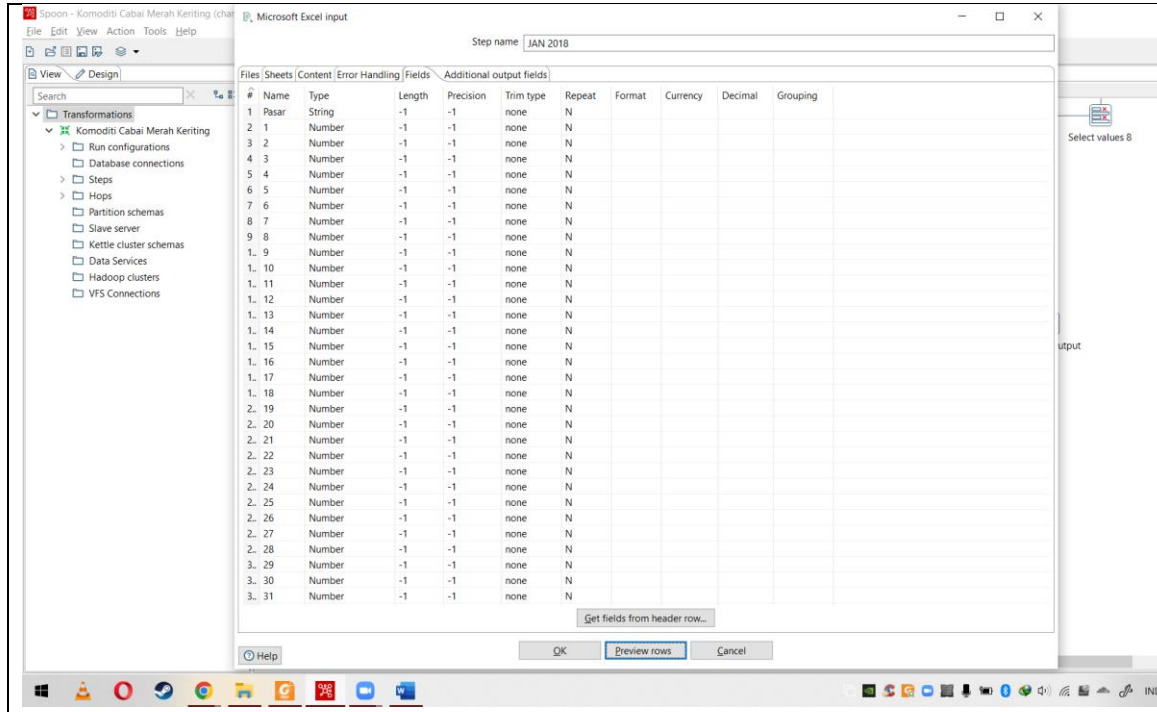 Spoon - Komoditi Cabai Merah Keriting (char
Microsoft Excel input
File Edit View Action Tools Help
Step name JAN 2018
View Design
Files Sheets Content Error Handling Fields Additional output fields
Search
# Name Type Length Precision Trim type Repeat Format Currency Decimal Grouping
Transformations
Komoditi Cabai Merah Keriting
Run configurations
Database connections
Steps
Hops
Partition schemas
Slave server
Kettle cluster schemas
Data Services
Hadoop clusters
VFS Connections
1 Pasar String -1 -1 none N
2 1 Number -1 -1 none N
3 2 Number -1 -1 none N
4 3 Number -1 -1 none N
5 4 Number -1 -1 none N
6 5 Number -1 -1 none N
7 6 Number -1 -1 none N
8 7 Number -1 -1 none N
9 8 Number -1 -1 none N
1.. 9 Number -1 -1 none N
1.. 10 Number -1 -1 none N
1.. 11 Number -1 -1 none N
1.. 12 Number -1 -1 none N
1.. 13 Number -1 -1 none N
1.. 14 Number -1 -1 none N
1.. 15 Number -1 -1 none N
1.. 16 Number -1 -1 none N
1.. 17 Number -1 -1 none N
1.. 18 Number -1 -1 none N
2.. 19 Number -1 -1 none N
2.. 20 Number -1 -1 none N
2.. 21 Number -1 -1 none N
2.. 22 Number -1 -1 none N
2.. 23 Number -1 -1 none N
2.. 24 Number -1 -1 none N
2.. 25 Number -1 -1 none N
2.. 26 Number -1 -1 none N
2.. 27 Number -1 -1 none N
2.. 28 Number -1 -1 none N
3.. 29 Number -1 -1 none N
3.. 30 Number -1 -1 none N
3.. 31 Number -1 -1 none N
Select values 8
utput
Get fields from header row...
Help
OK Preview rows Cancel
IND